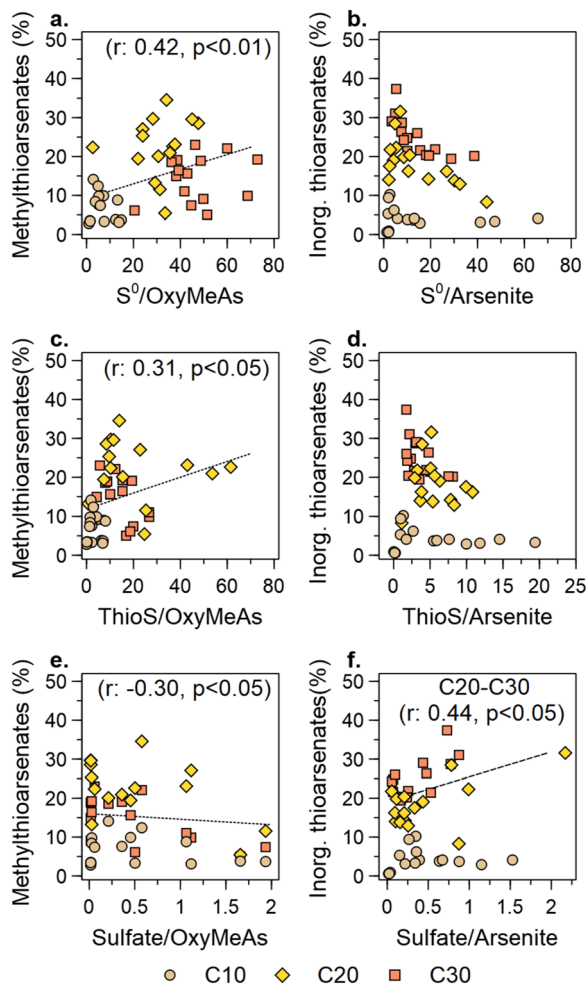 a.
(r: 0.42, p<0.01)
Methylthioarsenates (%)
50
40
30
20
10
0
0 20 40 60 80
S⁰/OxyMeAs
b.
Inorg. thioarsenates (%)
50
40
30
20
10
0
0 20 40 60 80
S⁰/Arsenite
c.
(r: 0.31, p<0.05)
Methylthioarsenates(%)
50
40
30
20
10
0
0 20 40 60 80
ThioS/OxyMeAs
d.
Inorg. thioarsenates(%)
50
40
30
20
10
0
0 5 10 15 20 25
ThioS/Arsenite
e.
(r: -0.30, p<0.05)
Methylthioarsenates (%)
50
40
30
20
10
0
0 0.5 1 1.5 2
Sulfate/OxyMeAs
f.
C20-C30
(r: 0.44, p<0.05)
Inorg. thioarsenates(%)
50
40
30
20
10
0
0 0.5 1 1.5 2
Sulfate/Arsenite
C10 C20 C30